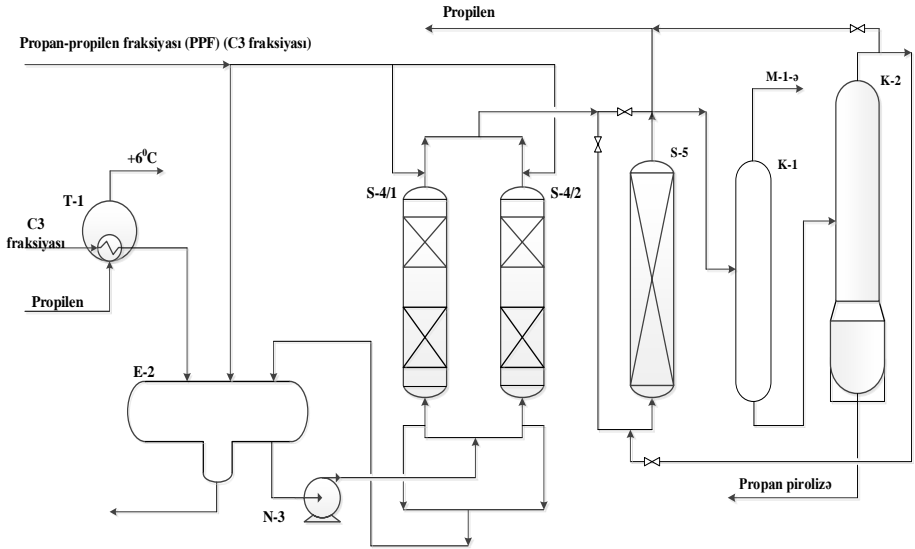 Propilen
Propan-propilen fraksiyası (PPF) (C3 fraksiyası)
K-2
M-1-ə
+6⁰C
S-5
K-1
T-1
S-4/1
S-4/2
C3
fraksiyası
Propilen
E-2
Propan pirolizə
N-3